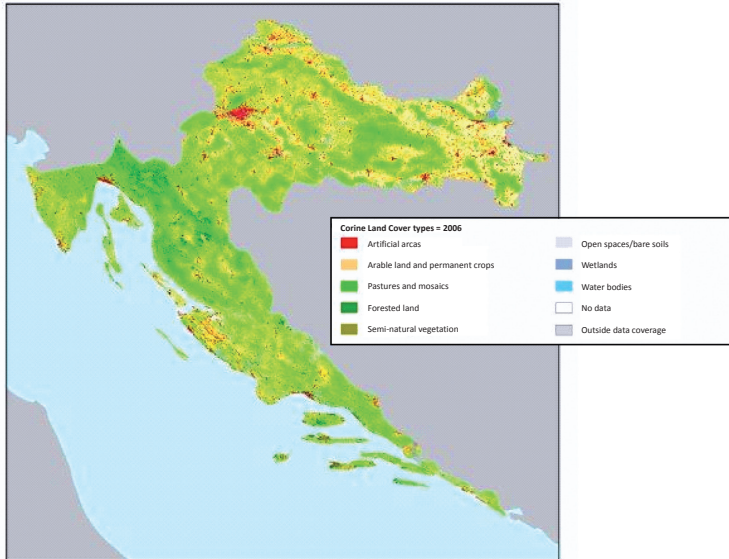 Corine Land Cover types = 2006
Artificial arcas
Arable land and permanent crops
Pastures and mosaics
Forested land
Semi-natural vegetation
Open spaces/bare soils
Wetlands
Water bodies
No data
Outside data coverage